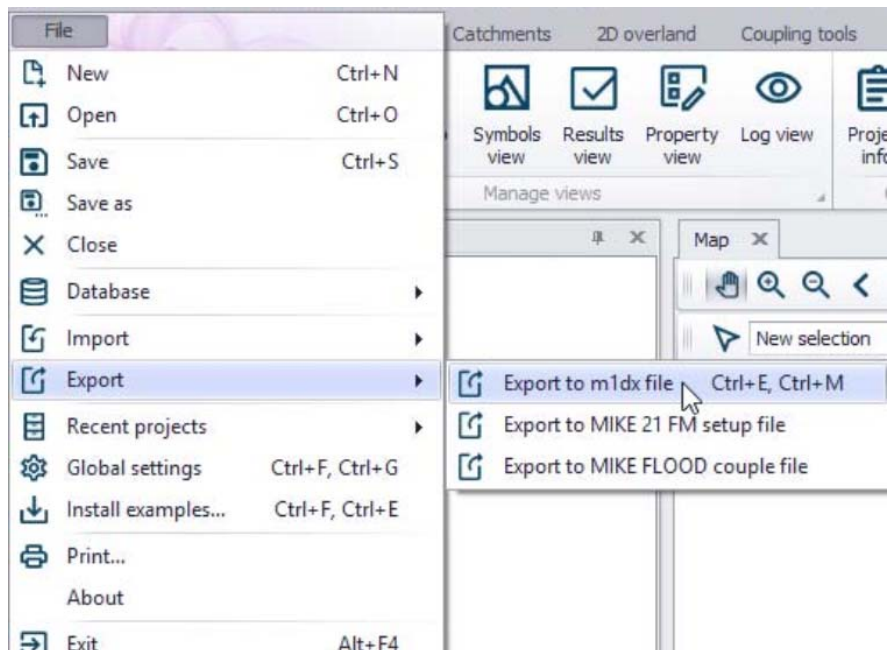 File
Catchments 2D overland Coupling tools
New Ctrl+N
Open Ctrl+O
Save Ctrl+S
Save as
Close
Database
Import
Export
Recent projects
Global settings Ctrl+F, Ctrl+G
Install examples... Ctrl+F, Ctrl+E
Print...
About
Exit Alt+F4
Symbols view
Results view
Property view
Log view
Manage views
Map
New selection
Export to m1dx file Ctrl+E, Ctrl+M
Export to MIKE 21 FM setup file
Export to MIKE FLOOD couple file